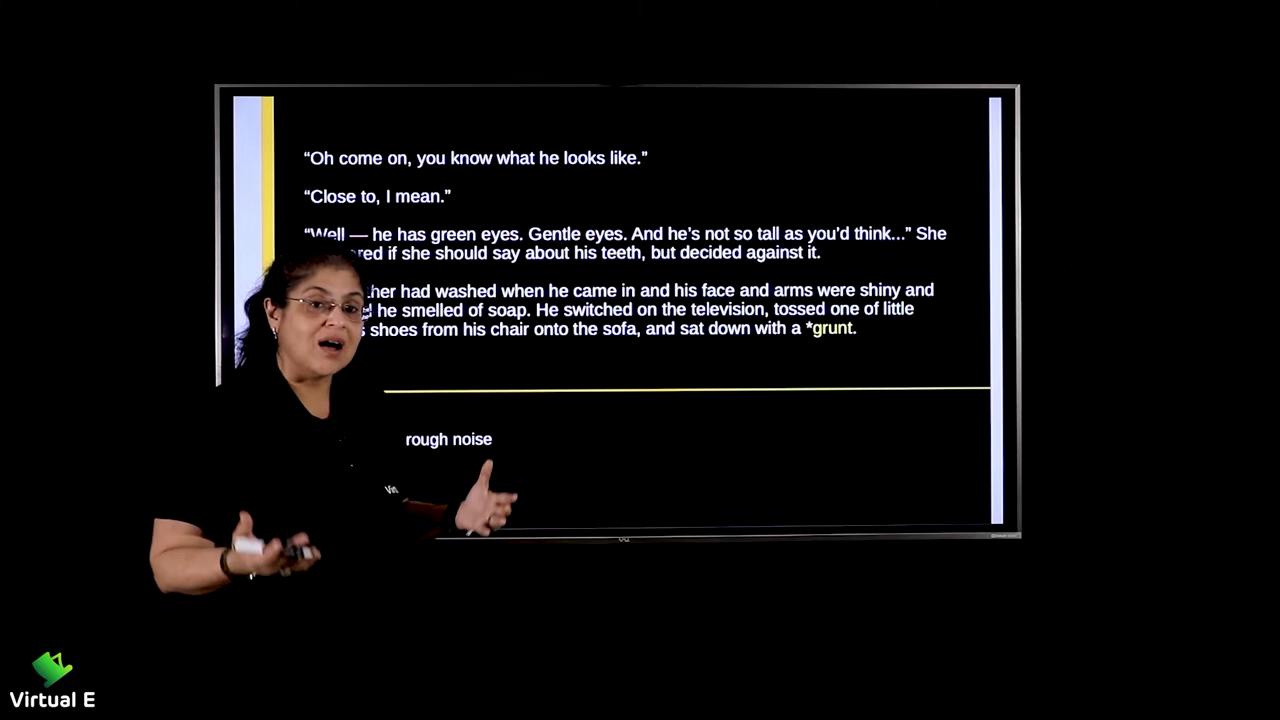 “Oh come on, you know what he looks like.”
“Close to, I mean.”
“Well — he has green eyes. Gentle eyes. And he’s not so tall as you’d think...” She
if she should say about his teeth, but decided against it.
had washed when he came in and his face and arms were shiny and
he smelled of soap. He switched on the television, tossed one of little
shoes from his chair onto the sofa, and sat down with a *grunt.
rough noise
Virtual E